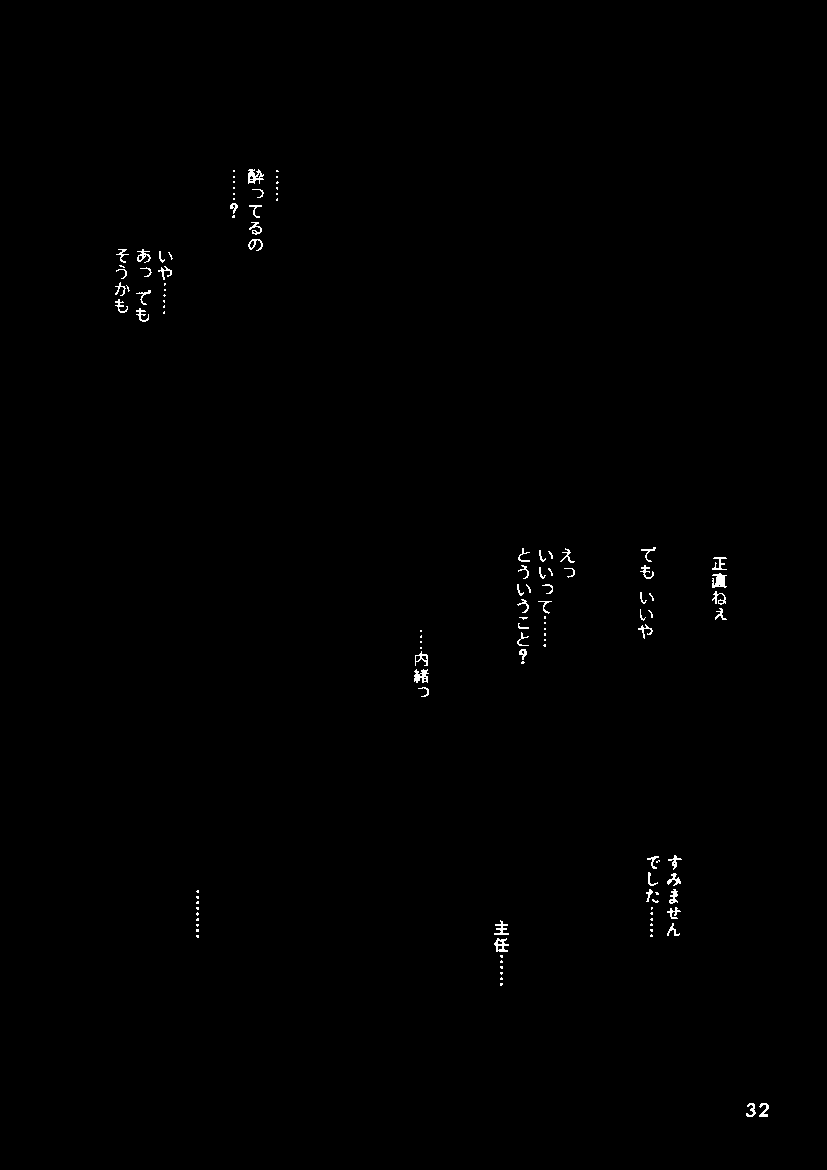 ……
酔ってるの
……？
いや……
あっ でも
そうかも
正直ねぇ
でも いいや
えっ
いいって……
とういうこと？
…内緒っ
すみません
でした……
主任……
………
32